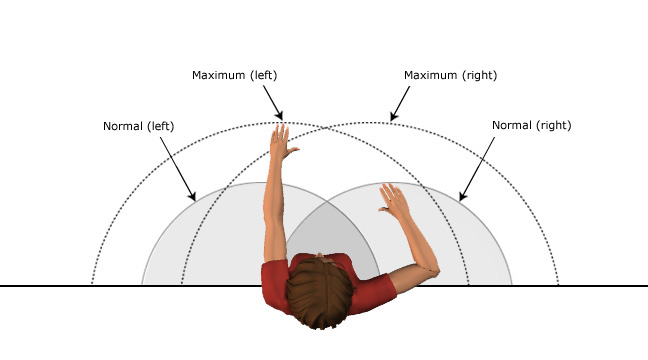 Maximum (left)
Maximum (right)
Normal (left)
Normal (right)